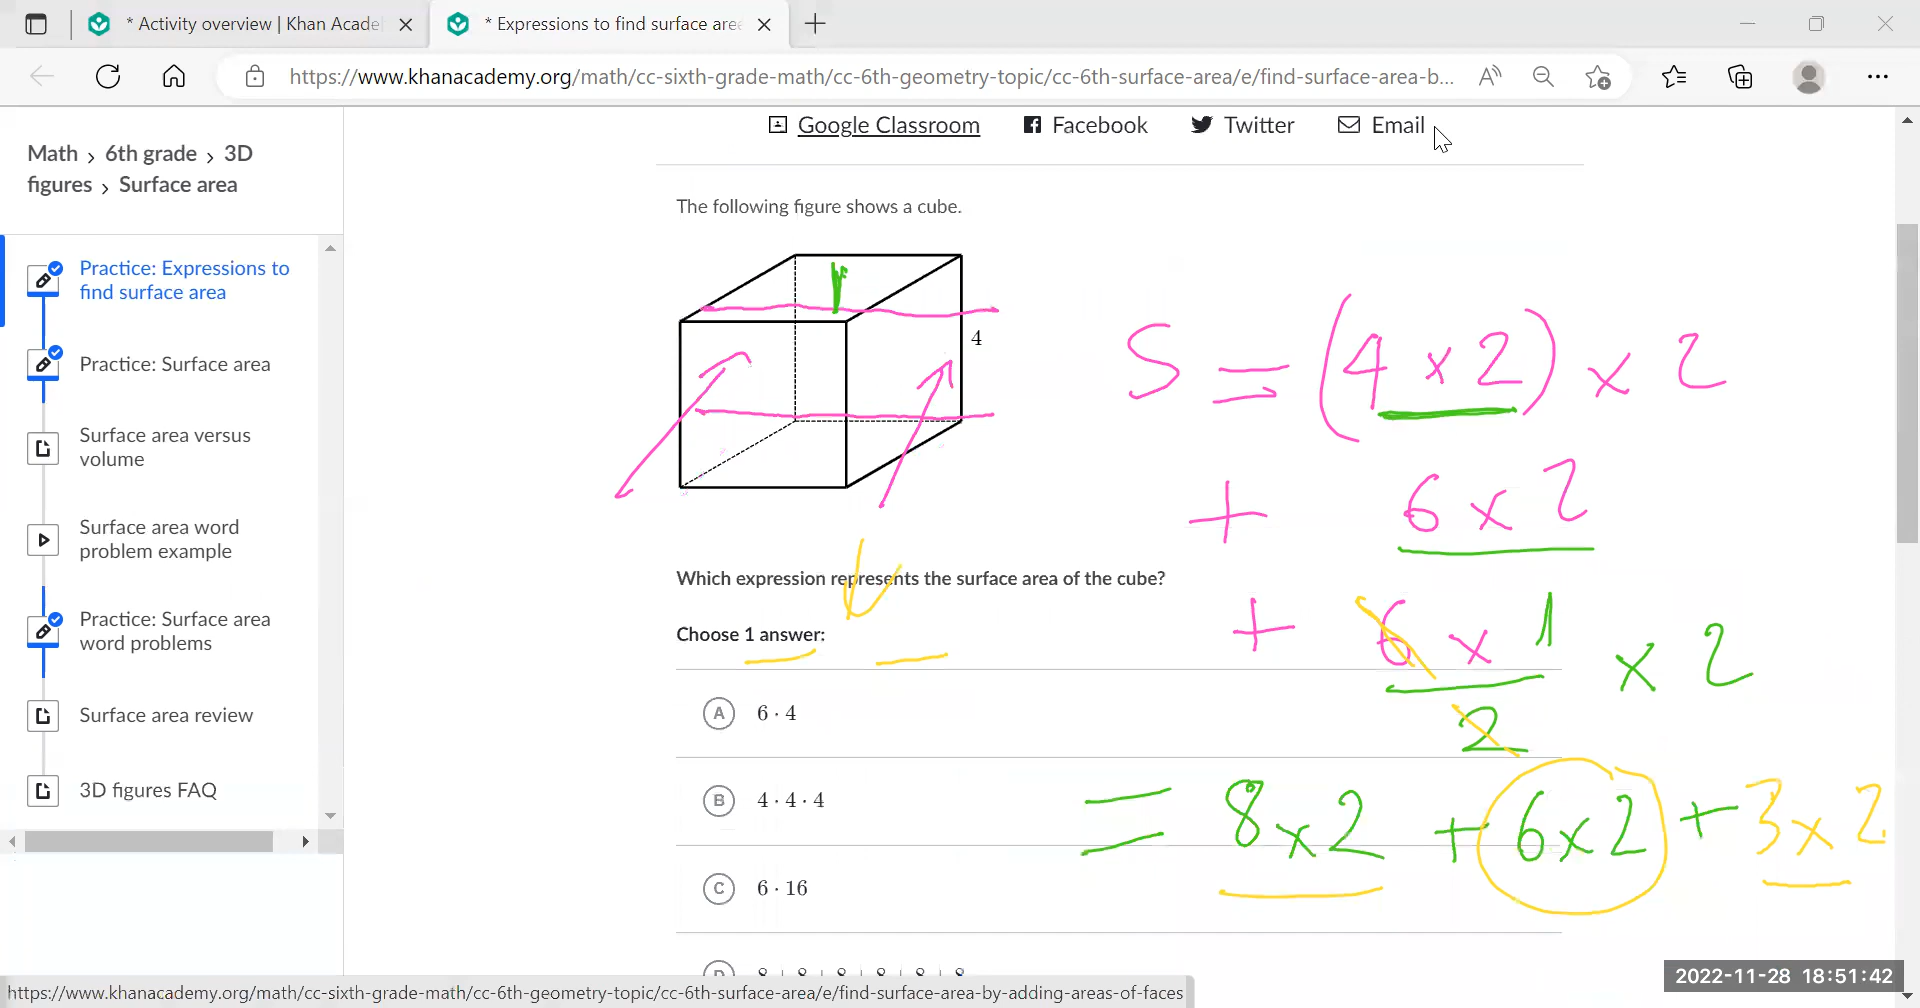 * Activity overview | Khan Acade
* Expressions to find surface are
https://www.khanacademy.org/math/cc-sixth-grade-math/cc-6th-geometry-topic/cc-6th-surface-area/e/find-surface-area-b...
Google Classroom Facebook Twitter Email
Math › 6th grade › 3D
figures › Surface area
Practice: Expressions to
find surface area
Practice: Surface area
Surface area versus
volume
Surface area word
problem example
Practice: Surface area
word problems
Surface area review
3D figures FAQ
The following figure shows a cube.
4
S = (4 × 2) × 2
+ 6 × 2
+ 6 × 1 × 2
2
Which expression represents the surface area of the cube?
Choose 1 answer:
A 6 · 4
B 4 · 4 · 4
= 8 × 2 + 6 × 2 + 3 × 2
C 6 · 16
https://www.khanacademy.org/math/cc-sixth-grade-math/cc-6th-geometry-topic/cc-6th-surface-area/e/find-surface-area-by-adding-areas-of-faces
2022-11-28 18:51:42